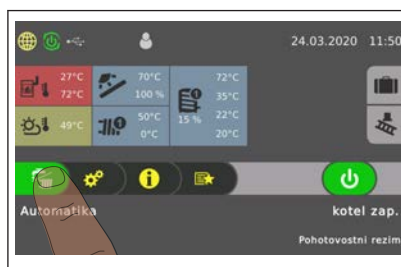 24.03.2020 11:50
27°C 70°C 72°C
72°C 100 % 35°C
49°C 50°C 15 % 22°C
0°C 20°C
Automatika kotel zap.
Pohotovostni rezim